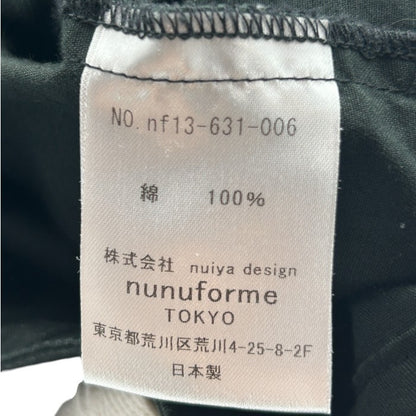 NO. nf13-631-006
綿 100%
株式会社 nuiya design
nunuforme
TOKYO
東京都荒川区荒川4-25-8-2F
日本製